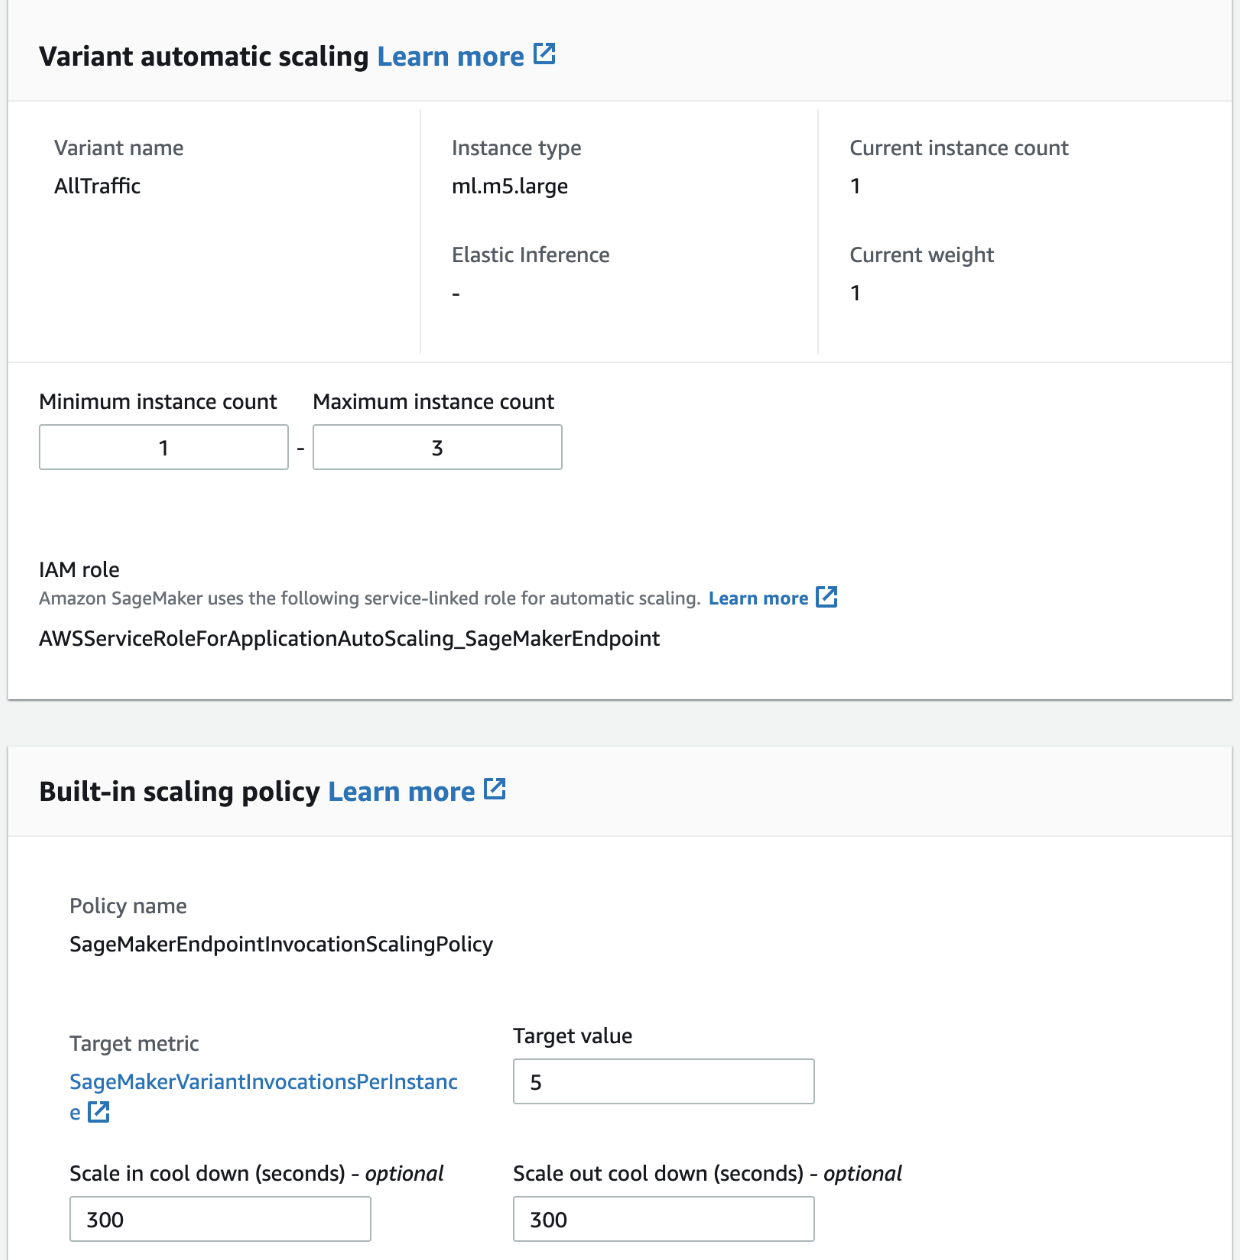 Variant automatic scaling Learn more
Variant name
AllTraffic
Instance type
ml.m5.large
Elastic Inference
-
Current instance count
1
Current weight
1
Minimum instance count
1
-
Maximum instance count
3
IAM role
Amazon SageMaker uses the following service-linked role for automatic scaling. Learn more
AWSServiceRoleForApplicationAutoScaling_SageMakerEndpoint
Built-in scaling policy Learn more
Policy name
SageMakerEndpointInvocationScalingPolicy
Target metric
SageMakerVariantInvocationsPerInstanc
e
Target value
5
Scale in cool down (seconds) - optional
300
Scale out cool down (seconds) - optional
300